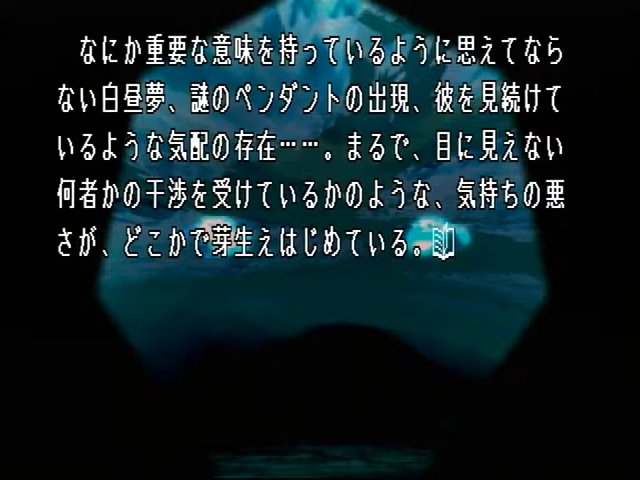 なにか重要な意味を持っているように思えてなら
ない白昼夢、謎のペンダントの出現、彼を見続けて
いるような気配の存在……。まるで、目に見えない
何者かの干渉を受けているかのような、気持ちの悪
さが、どこかで芽生えはじめている。